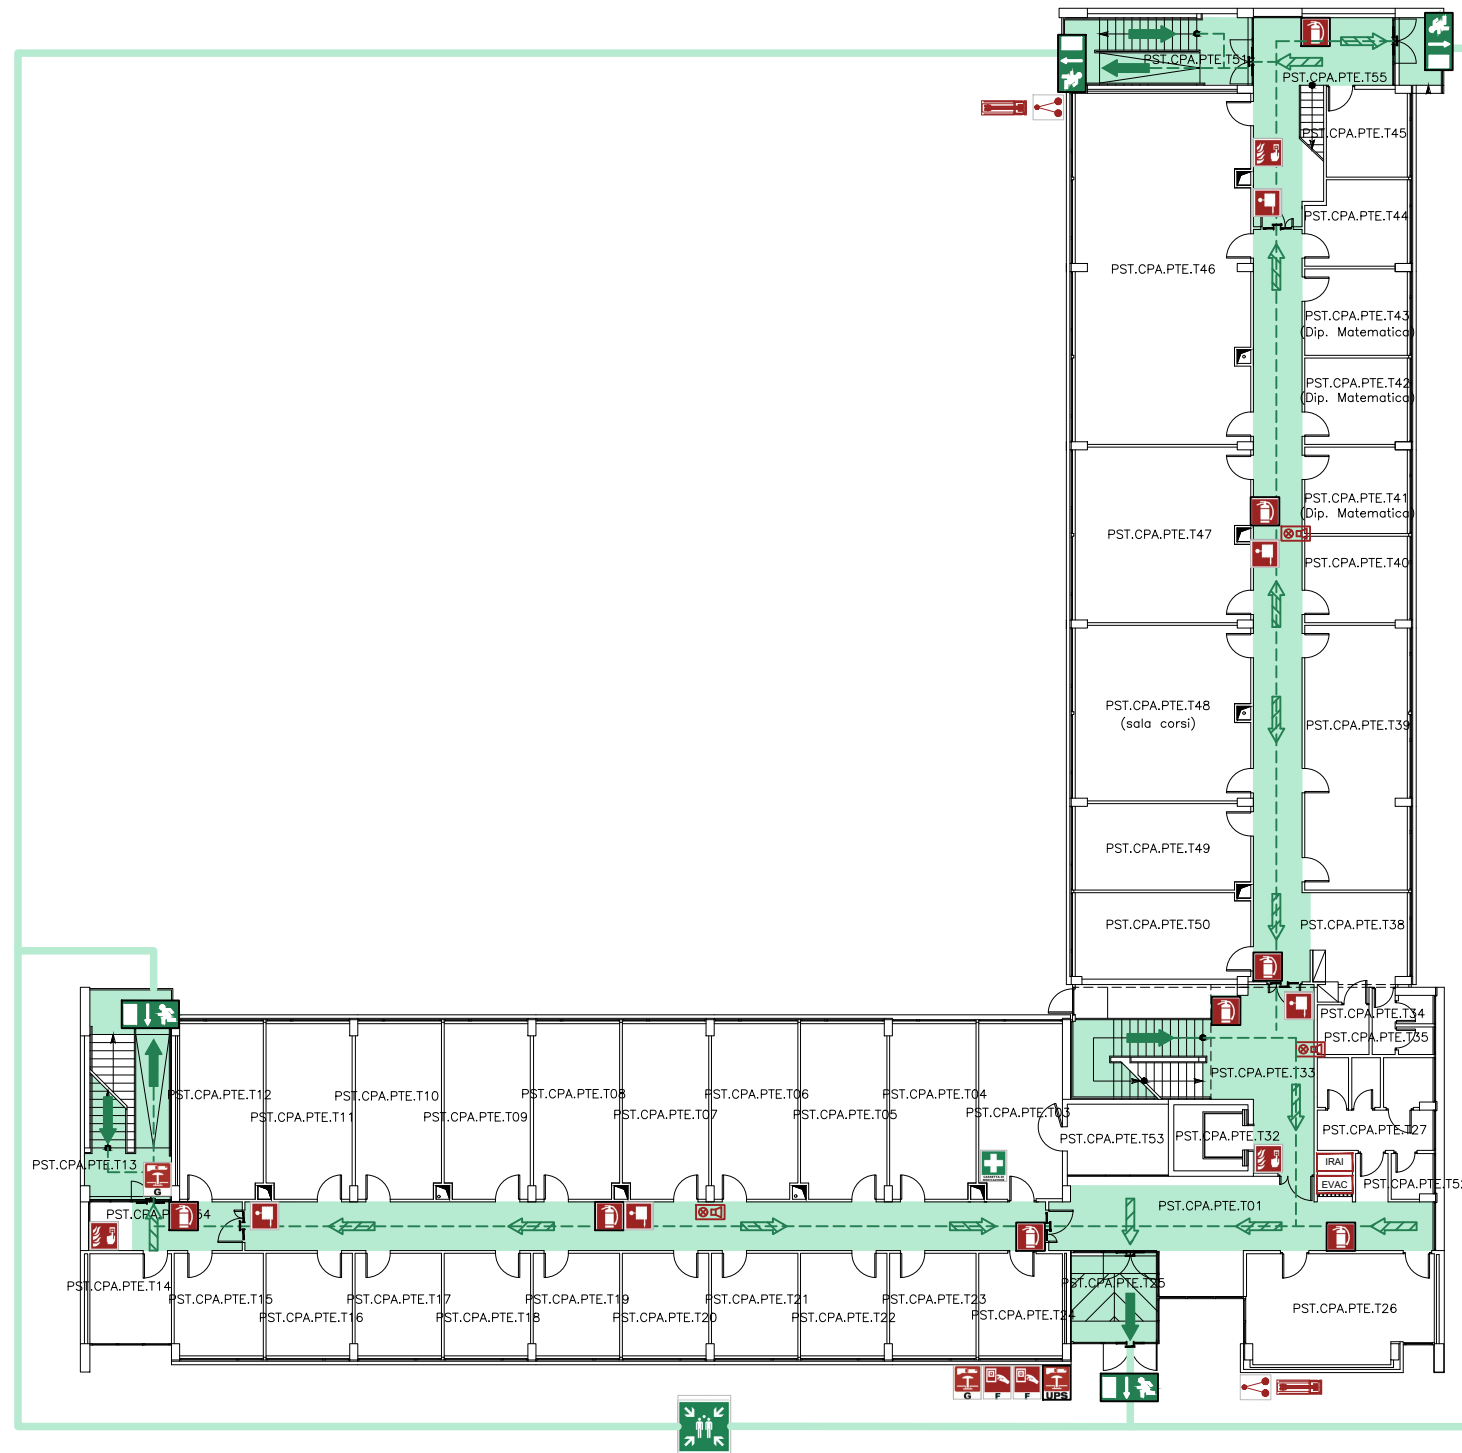 PST.CPA.PTE.T51
PST.CPA.PTE.T55
PST.CPA.PTE.T45
PST.CPA.PTE.T44
PST.CPA.PTE.T46
PST.CPA.PTE.T43
(Dip. Matematica)
PST.CPA.PTE.T42
(Dip. Matematica)
PST.CPA.PTE.T41
(Dip. Matematica)
PST.CPA.PTE.T47
PST.CPA.PTE.T40
PST.CPA.PTE.T48
(sala corsi)
PST.CPA.PTE.T39
PST.CPA.PTE.T49
PST.CPA.PTE.T50
PST.CPA.PTE.T38
PST.CPA.PTE.T34
PST.CPA.PTE.T35
PST.CPA.PTE.T33
PST.CPA.PTE.T12
PST.CPA.PTE.T11
PST.CPA.PTE.T10
PST.CPA.PTE.T09
PST.CPA.PTE.T08
PST.CPA.PTE.T07
PST.CPA.PTE.T06
PST.CPA.PTE.T05
PST.CPA.PTE.T04
PST.CPA.PTE.T03
PST.CPA.PTE.T53
PST.CPA.PTE.T32
PST.CPA.PTE.T27
PST.CPA.PTE.T13
G
IRAI
EVAC
PST.CPA.PTE.T52
PST.CPA.PTE.T01
PST.CPA.PTE.T14
PST.CPA.PTE.T15
PST.CPA.PTE.T16
PST.CPA.PTE.T17
PST.CPA.PTE.T18
PST.CPA.PTE.T19
PST.CPA.PTE.T20
PST.CPA.PTE.T21
PST.CPA.PTE.T22
PST.CPA.PTE.T23
PST.CPA.PTE.T24
PST.CPA.PTE.T25
PST.CPA.PTE.T26
G
F
F
UPS